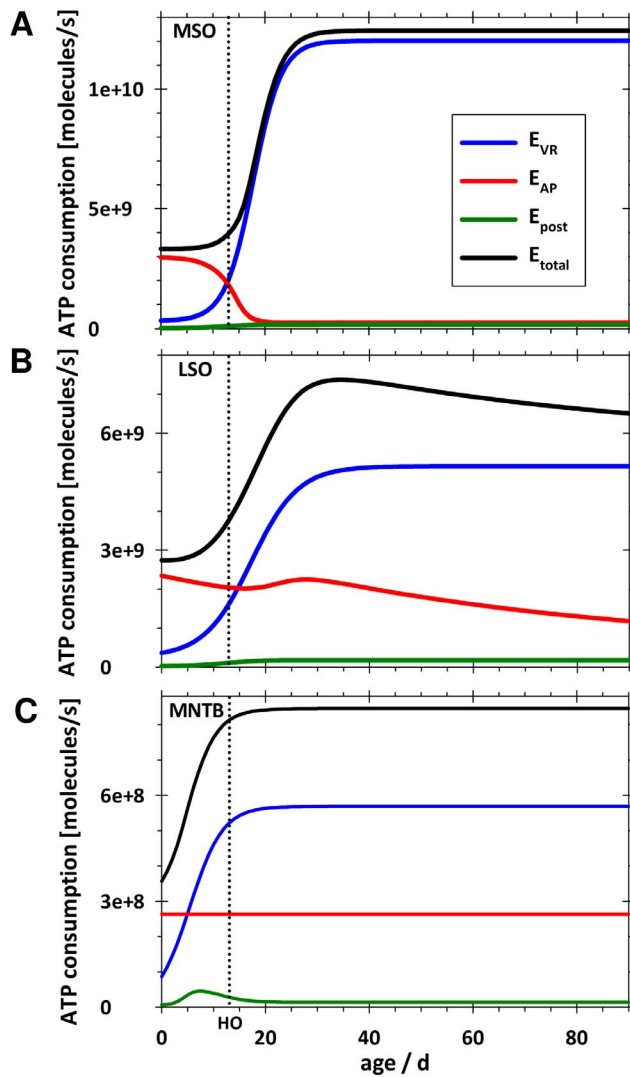 A
MSO
ATP consumption [molecules/s]
1e+10
5e+9
0
E_VR
E_AP
E_post
E_total
B
LSO
ATP consumption [molecules/s]
6e+9
3e+9
0
C
MNTB
ATP consumption [molecules/s]
6e+8
3e+8
0
0 HO 20 40 60 80
age / d